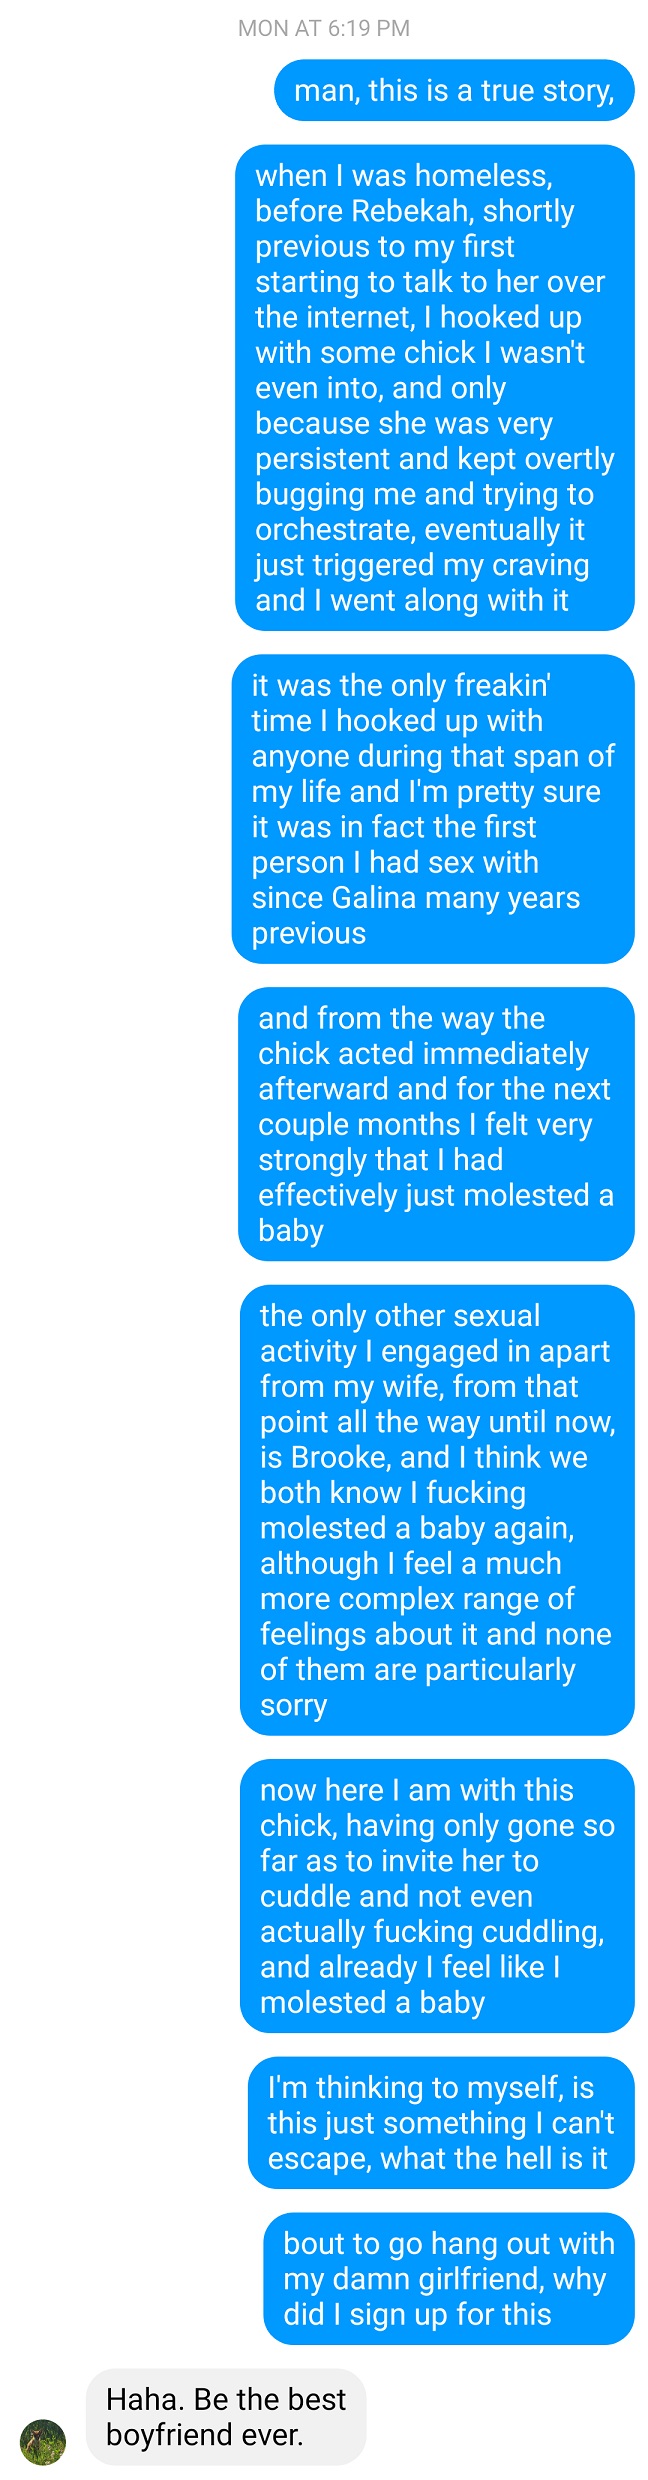 MON AT 6:19 PM
man, this is a true story,
when I was homeless,
before Rebekah, shortly
previous to my first
starting to talk to her over
the internet, I hooked up
with some chick I wasn't
even into, and only
because she was very
persistent and kept overtly
bugging me and trying to
orchestrate, eventually it
just triggered my craving
and I went along with it
it was the only freakin'
time I hooked up with
anyone during that span of
my life and I'm pretty sure
it was in fact the first
person I had sex with
since Galina many years
previous
and from the way the
chick acted immediately
afterward and for the next
couple months I felt very
strongly that I had
effectively just molested a
baby
the only other sexual
activity I engaged in apart
from my wife, from that
point all the way until now,
is Brooke, and I think we
both know I fucking
molested a baby again,
although I feel a much
more complex range of
feelings about it and none
of them are particularly
sorry
now here I am with this
chick, having only gone so
far as to invite her to
cuddle and not even
actually fucking cuddling,
and already I feel like I
molested a baby
I'm thinking to myself, is
this just something I can't
escape, what the hell is it
bout to go hang out with
my damn girlfriend, why
did I sign up for this
Haha. Be the best
boyfriend ever.